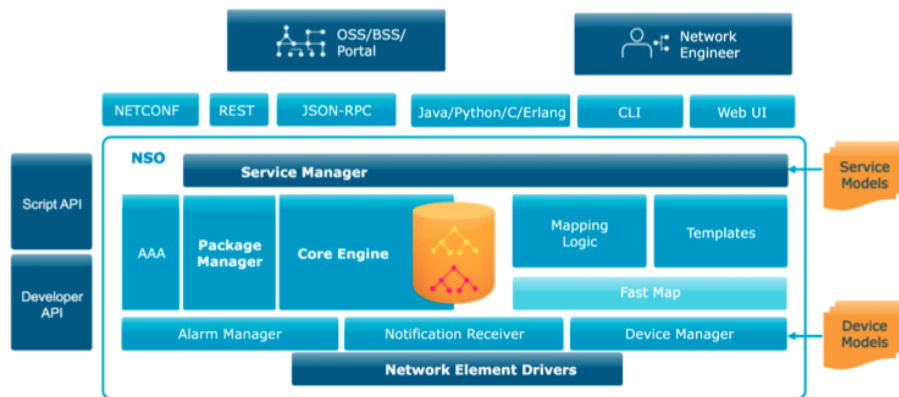 OSS/BSS/
Portal
Network
Engineer
NETCONF
REST
JSON-RPC
Java/Python/C/Erlang
CLI
Web UI
NSO
Service Manager
Service
Models
Script API
AAA
Package
Manager
Core Engine
Mapping
Logic
Templates
Developer
API
Fast Map
Alarm Manager
Notification Receiver
Device Manager
Device
Models
Network Element Drivers